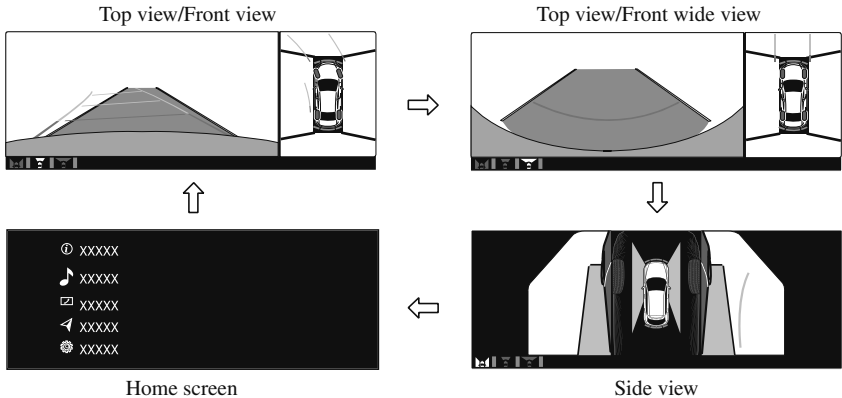 Top view/Front view
Top view/Front wide view
XXXXX
XXXXX
XXXXX
XXXXX
XXXXX
Home screen
Side view